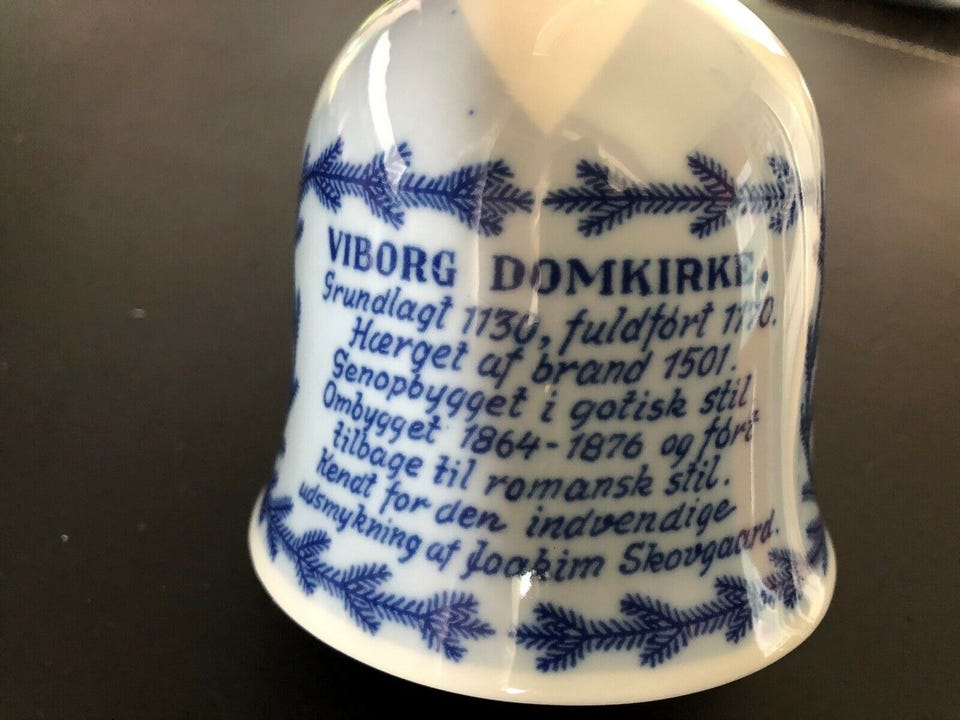 VIBORG DOMKIRKE.
Grundlagt 1130, fuldført
Hærget af brand 1501.
Genopbygget i gotisk stil
Ombygget 1864-1876 og ført
tilbage til romansk stil.
Kendt for den indvendige
udsmykning af Joakim Skovgaard.